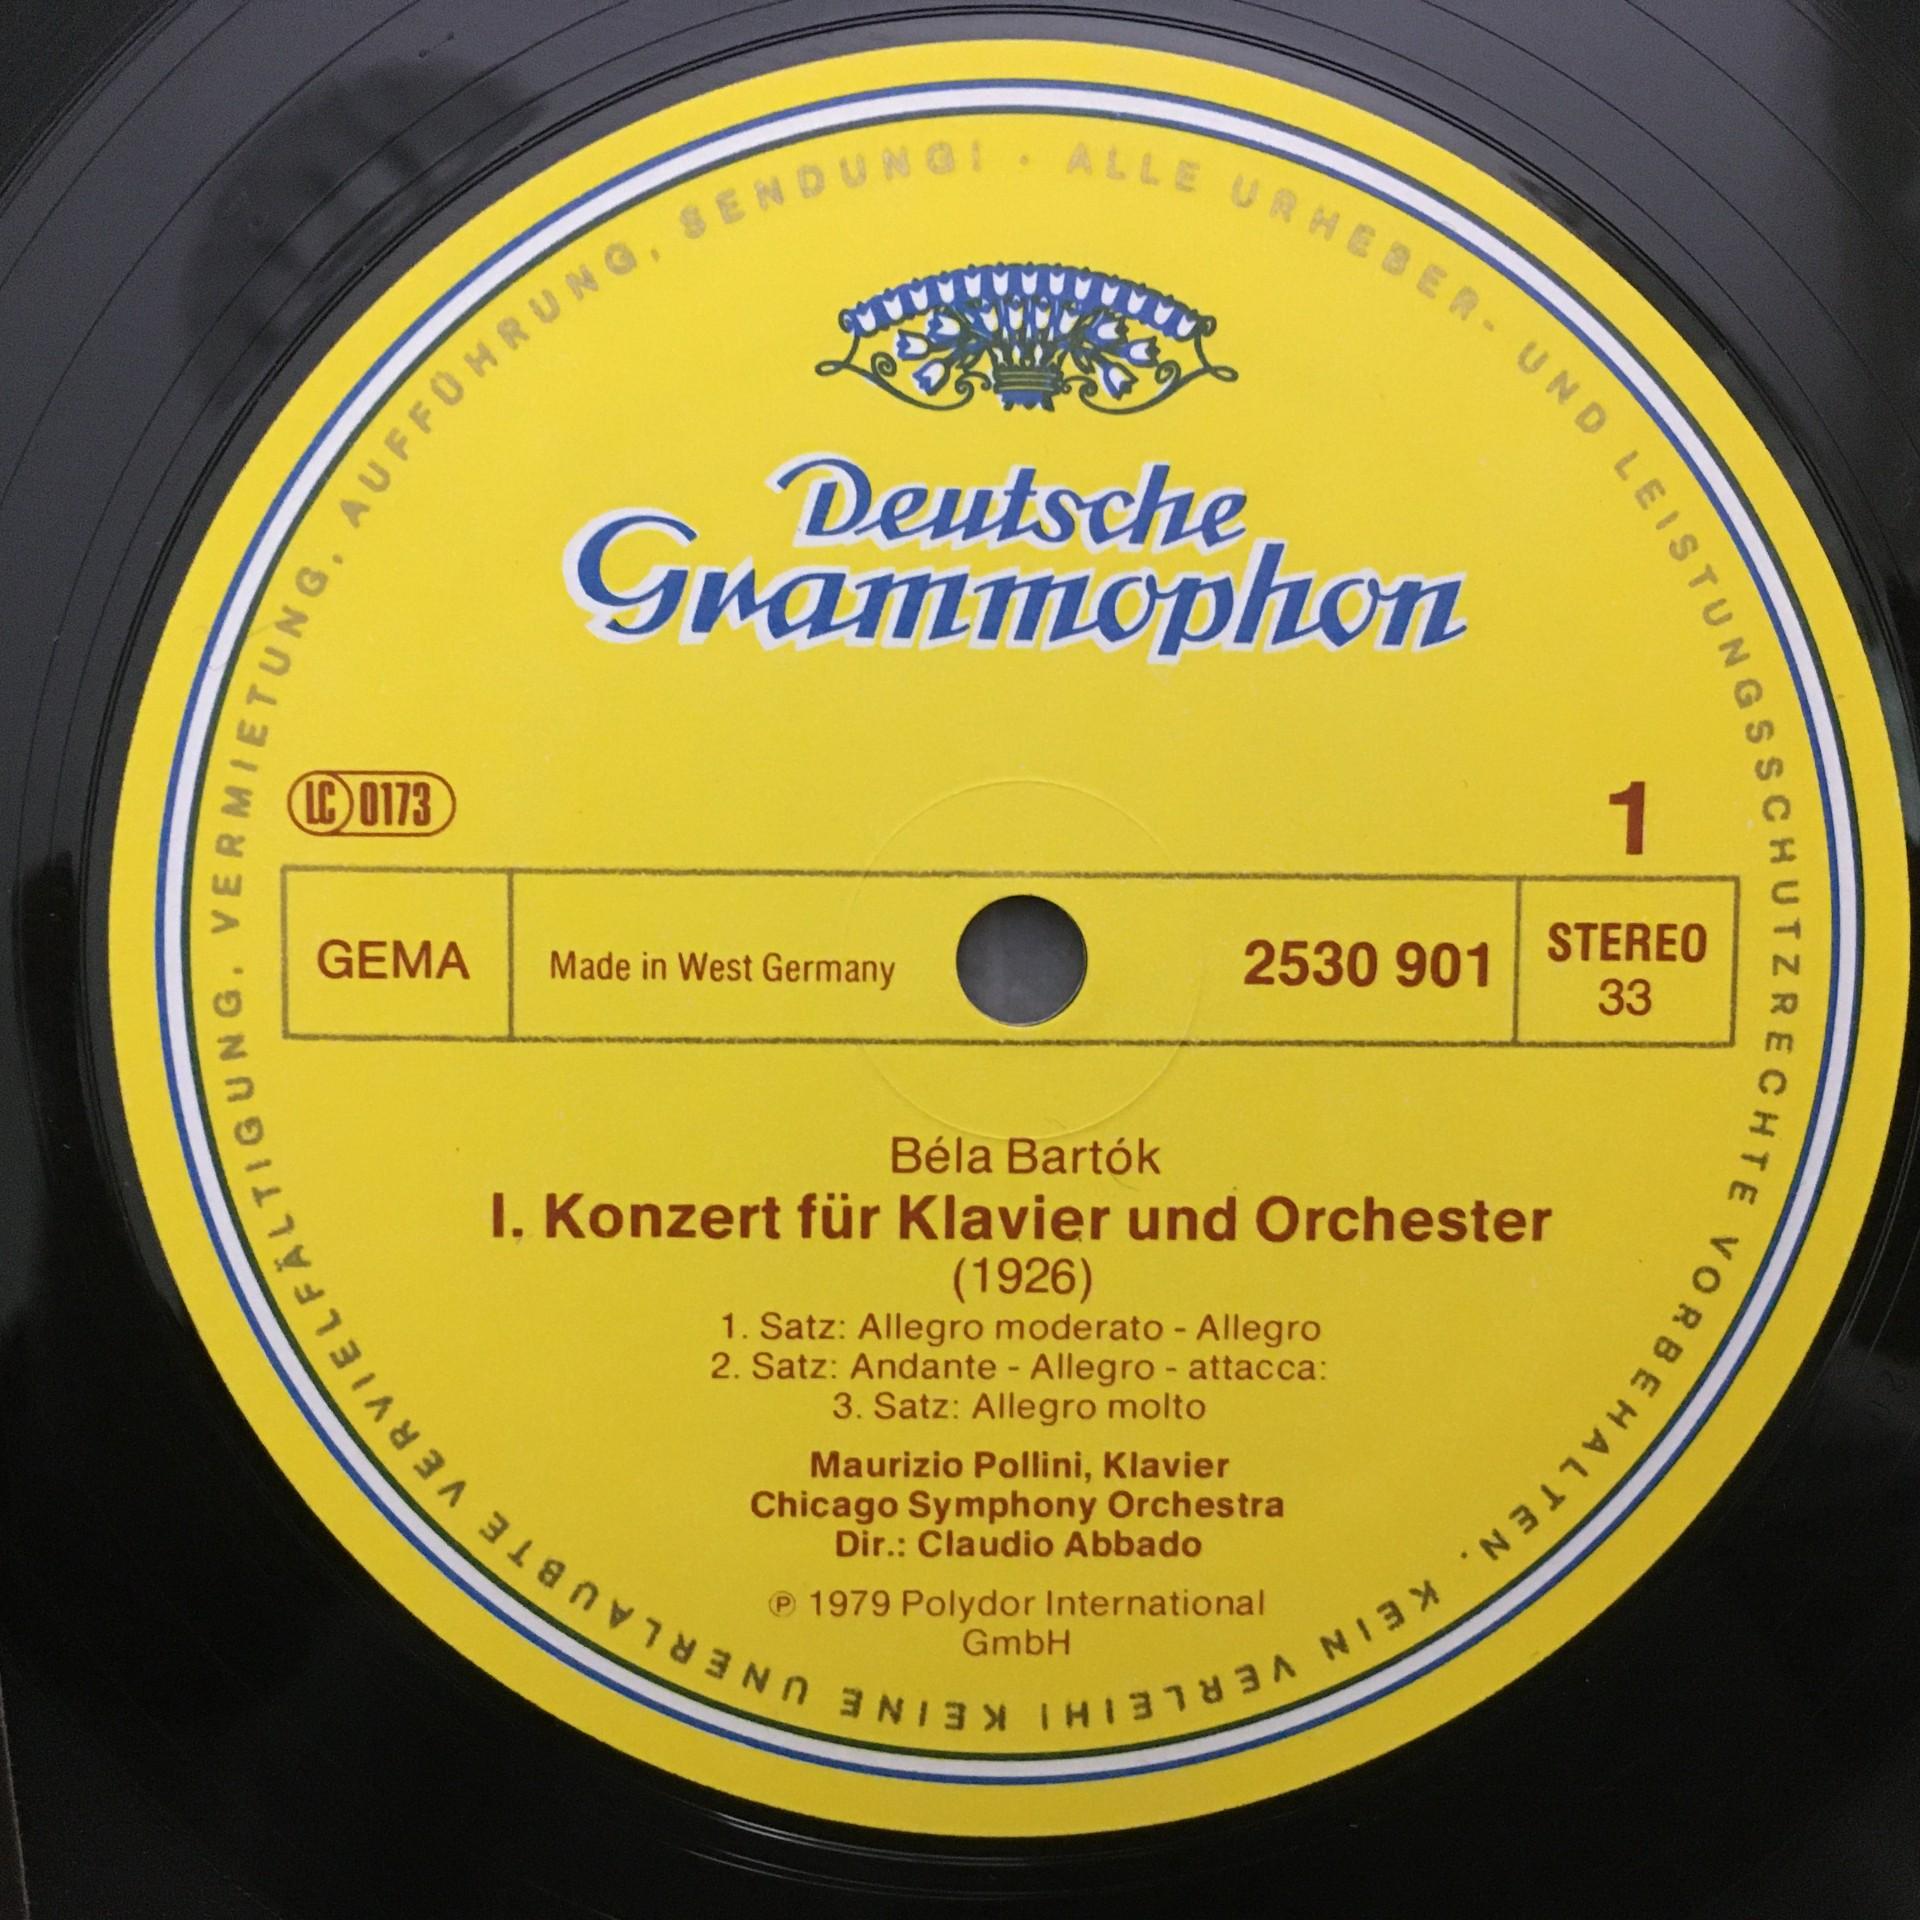 ALLE URHEBER- UND LEISTUNGSSCHUTZRECHTE VORBEHALTEN. KEIN VERLEIH! KEINE UNERLAUBTE VERVIELFÄLTIGUNG, VERMIETUNG, AUFFÜHRUNG, SENDUNG! ·
Deutsche
Grammophon
LC 0173
1
GEMA
Made in West Germany
2530 901
STEREO
33
Béla Bartók
I. Konzert für Klavier und Orchester
(1926)
1. Satz: Allegro moderato - Allegro
2. Satz: Andante - Allegro - attacca:
3. Satz: Allegro molto
Maurizio Pollini, Klavier
Chicago Symphony Orchestra
Dir.: Claudio Abbado
℗ 1979 Polydor International
GmbH